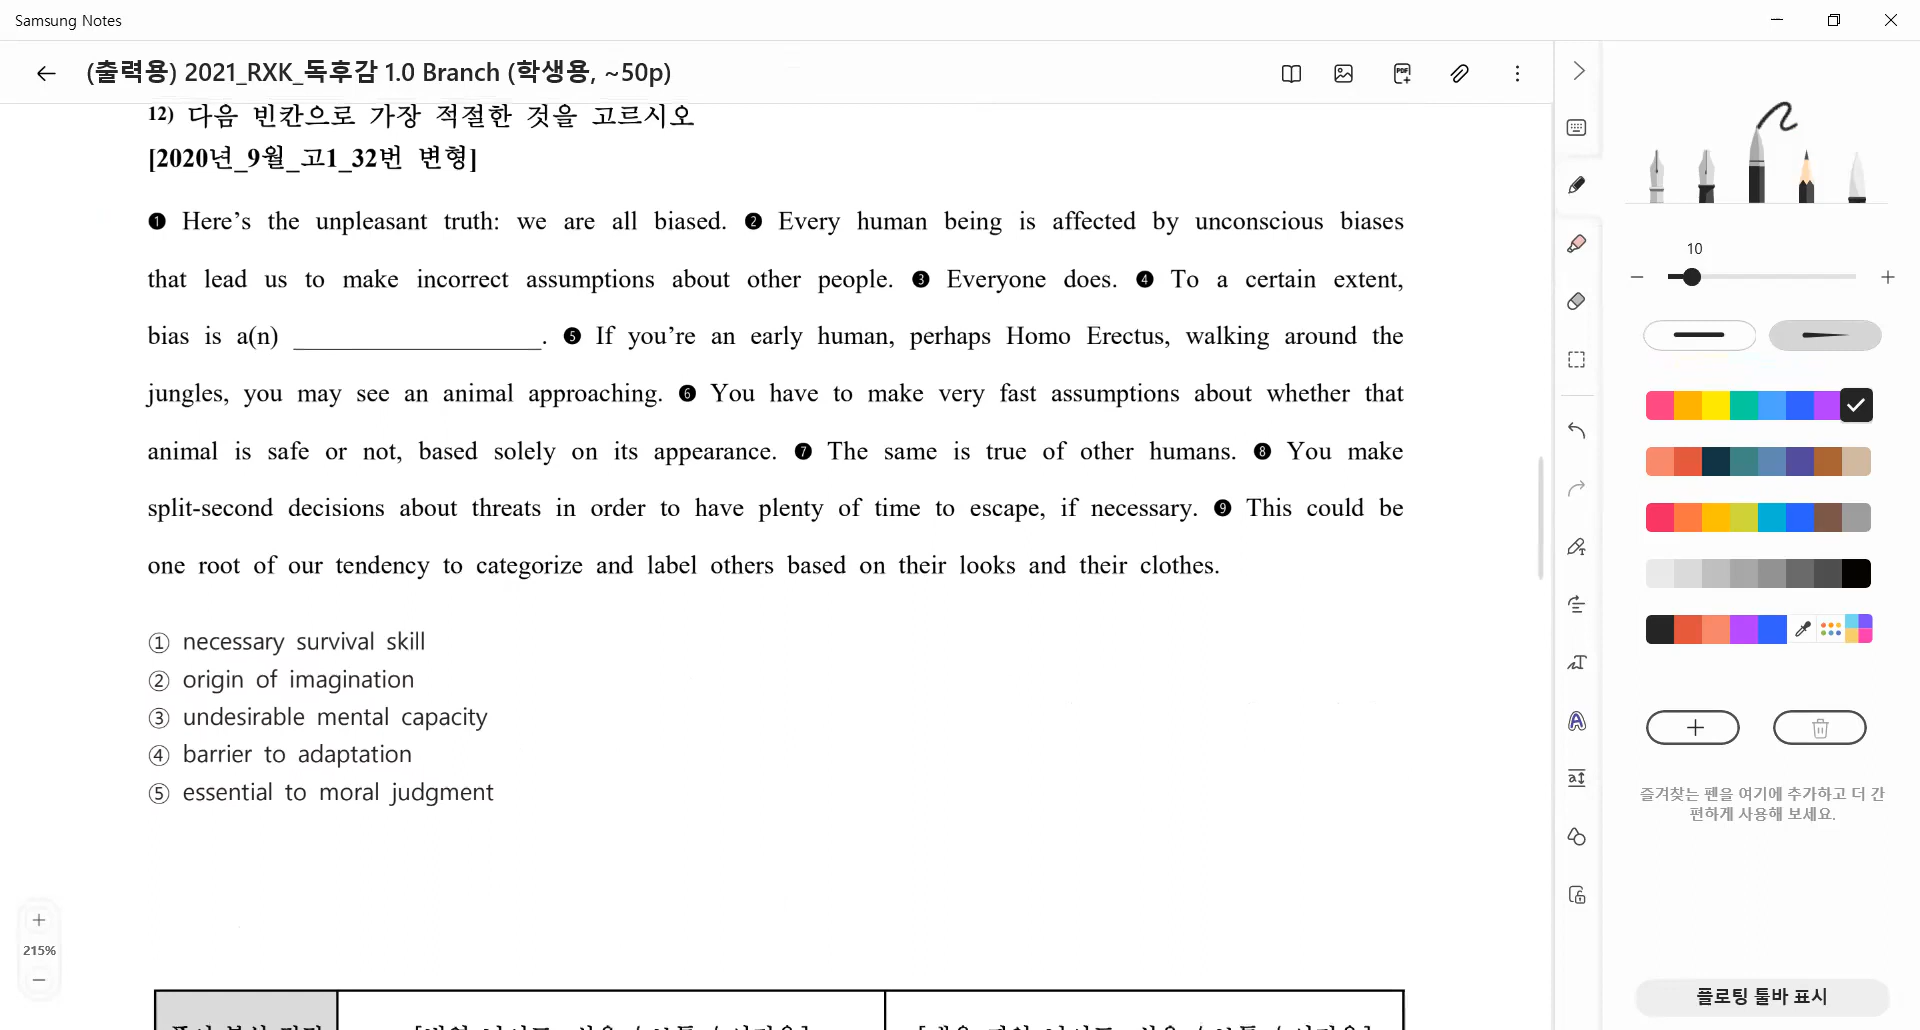 Samsung Notes
(출력용) 2021_RXK_독후감 1.0 Branch (학생용, ~50p)
12) 다음 빈칸으로 가장 적절한 것을 고르시오
[2020년_9월_고1_32번 변형]
❶ Here's the unpleasant truth: we are all biased. ❷ Every human being is affected by unconscious biases
that lead us to make incorrect assumptions about other people. ❸ Everyone does. ❹ To a certain extent,
bias is a(n) ___________________. ❺ If you're an early human, perhaps Homo Erectus, walking around the
jungles, you may see an animal approaching. ❻ You have to make very fast assumptions about whether that
animal is safe or not, based solely on its appearance. ❼ The same is true of other humans. ❽ You make
split-second decisions about threats in order to have plenty of time to escape, if necessary. ❾ This could be
one root of our tendency to categorize and label others based on their looks and their clothes.
① necessary survival skill
② origin of imagination
③ undesirable mental capacity
④ barrier to adaptation
⑤ essential to moral judgment
215%
10
즐겨찾는 펜을 여기에 추가하고 더 간
편하게 사용해 보세요.
플로팅 툴바 표시